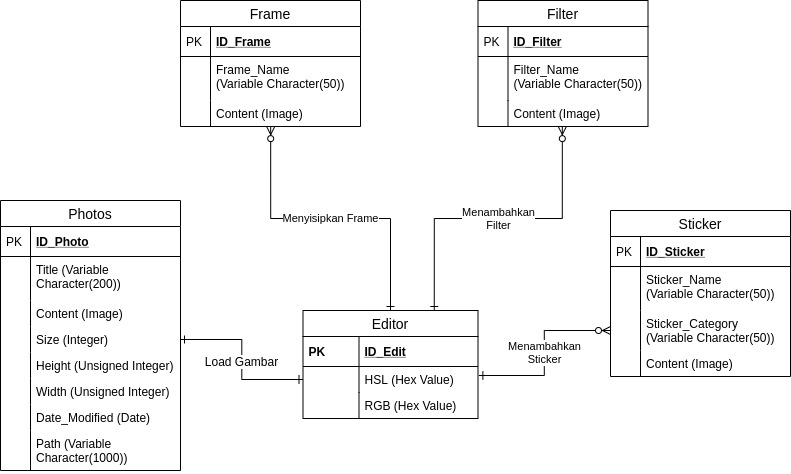 Frame
PK ID_Frame
Frame_Name
(Variable Character(50))
Content (Image)
Filter
PK ID_Filter
Filter_Name
(Variable Character(50))
Content (Image)
Menyisipkan Frame
Menambahkan
Filter
Photos
PK ID_Photo
Title (Variable
Character(200))
Content (Image)
Size (Integer)
Height (Unsigned Integer)
Width (Unsigned Integer)
Date_Modified (Date)
Path (Variable
Character(1000))
Load Gambar
Editor
PK ID_Edit
HSL (Hex Value)
RGB (Hex Value)
Menambahkan
Sticker
Sticker
PK ID_Sticker
Sticker_Name
(Variable Character(50))
Sticker_Category
(Variable Character(50))
Content (Image)